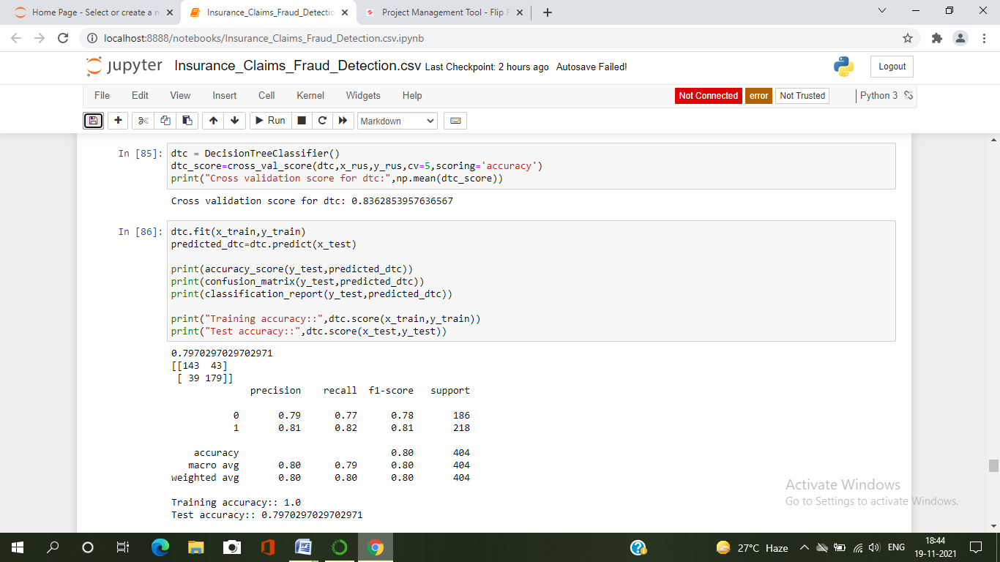 Home Page - Select or create a n
Insurance_Claims_Fraud_Detectio
Project Management Tool - Flip R
localhost:8888/notebooks/Insurance_Claims_Fraud_Detection.csv.ipynb
jupyter Insurance_Claims_Fraud_Detection.csv Last Checkpoint: 2 hours ago Autosave Failed!
Logout
File Edit View Insert Cell Kernel Widgets Help
Not Connected error Not Trusted Python 3
Run Markdown
In [85]: dtc = DecisionTreeClassifier()
dtc_score=cross_val_score(dtc,x_rus,y_rus,cv=5,scoring='accuracy')
print("Cross validation score for dtc:",np.mean(dtc_score))
Cross validation score for dtc: 0.8362853957636567
In [86]: dtc.fit(x_train,y_train)
predicted_dtc=dtc.predict(x_test)
print(accuracy_score(y_test,predicted_dtc))
print(confusion_matrix(y_test,predicted_dtc))
print(classification_report(y_test,predicted_dtc))
print("Training accuracy::",dtc.score(x_train,y_train))
print("Test accuracy::",dtc.score(x_test,y_test))
0.7970297029702971
[[143 43]
[ 39 179]]
precision recall f1-score support
0 0.79 0.77 0.78 186
1 0.81 0.82 0.81 218
accuracy 0.80 404
macro avg 0.80 0.79 0.80 404
weighted avg 0.80 0.80 0.80 404
Training accuracy:: 1.0
Test accuracy:: 0.7970297029702971
Activate Windows
Go to Settings to activate Windows.
27°C Haze
ENG
18:44
19-11-2021